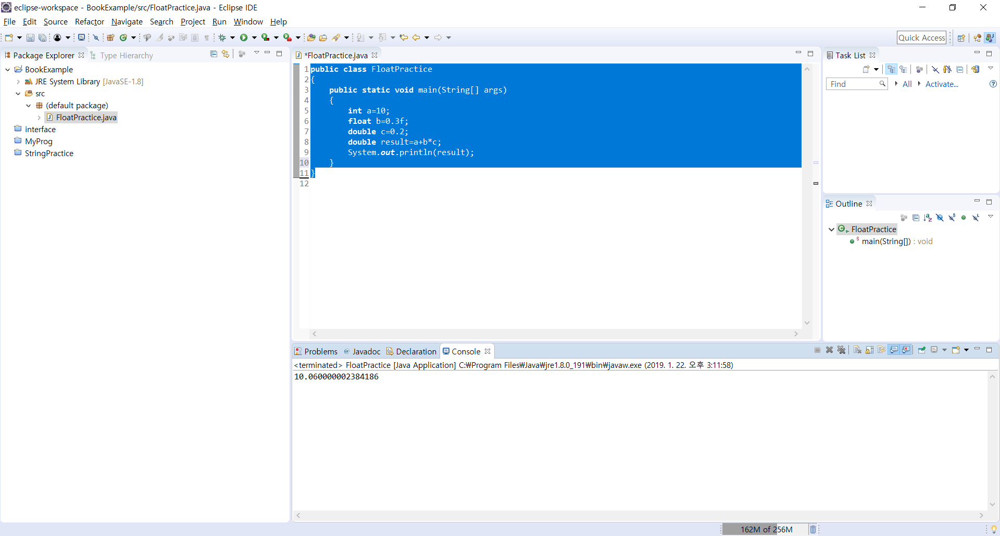 eclipse-workspace - BookExample/src/FloatPractice.java - Eclipse IDE
File Edit Source Refactor Navigate Search Project Run Window Help
Quick Access
Package Explorer Type Hierarchy
BookExample
JRE System Library [JavaSE-1.8]
src
(default package)
FloatPractice.java
interface
MyProg
StringPractice
*FloatPractice.java
1 public class FloatPractice
2 {
3 public static void main(String[] args)
4 {
5 int a=10;
6 float b=0.3f;
7 double c=0.2;
8 double result=a+b*c;
9 System.out.println(result);
10 }
11 }
12
Task List
Find All Activate...
Outline
FloatPractice
main(String[]) : void
Problems Javadoc Declaration Console
<terminated> FloatPractice [Java Application] C:₩Program Files₩Java₩jre1.8.0_191₩bin₩javaw.exe (2019. 1. 22. 오후 3:11:58)
10.060000002384186
162M of 256M